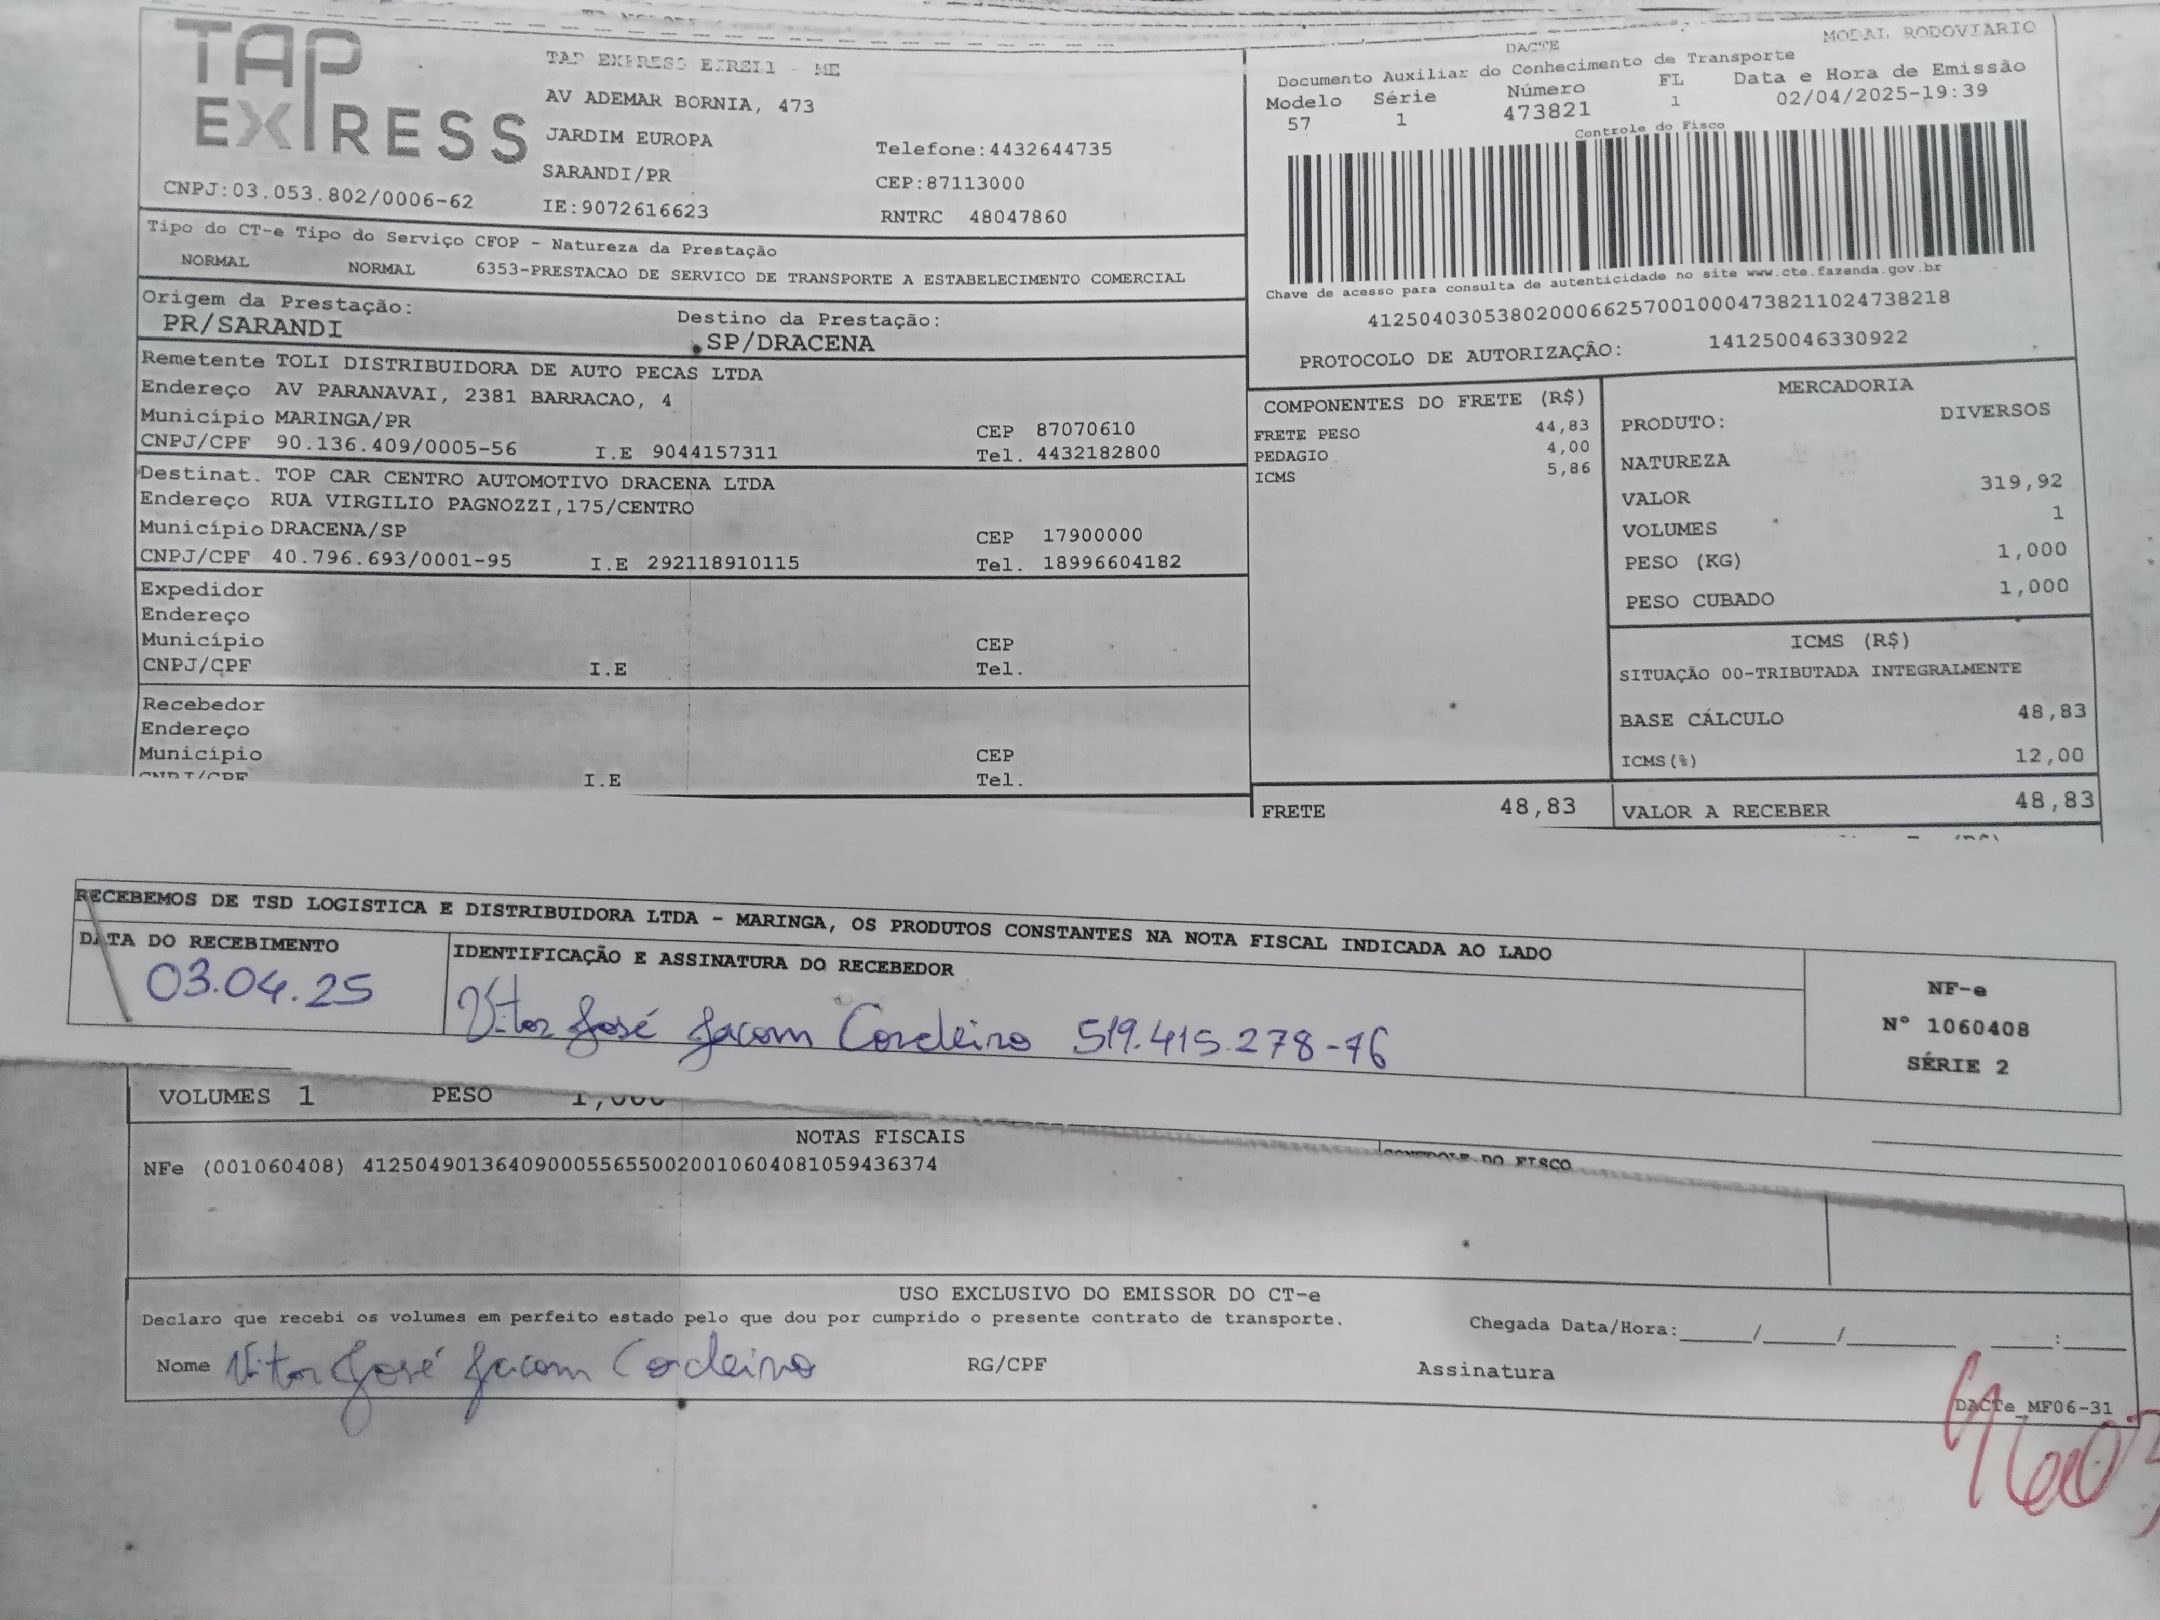 TAP EXPRESS
TAP EXPRESS EIRELI - ME
AV ADEMAR BORNIA, 473
JARDIM EUROPA
SARANDI/PR
IE:9072616623
Telefone:4432644735
CEP:87113000
RNTRC 48047860
CNPJ:03.053.802/0006-62
DACTE
MODAL RODOVIARIO
Documento Auxiliar do Conhecimento de Transporte
Modelo Série Número FL Data e Hora de Emissão
57 1 473821 1 02/04/2025-19:39
Controle do Fisco
Chave de acesso para consulta de autenticidade no site www.cte.fazenda.gov.br
41250403053802000662570010004738211024738218
PROTOCOLO DE AUTORIZAÇÃO: 141250046330922
Tipo do CT-e Tipo do Serviço CFOP - Natureza da Prestação
NORMAL NORMAL 6353-PRESTACAO DE SERVICO DE TRANSPORTE A ESTABELECIMENTO COMERCIAL
Origem da Prestação: Destino da Prestação:
PR/SARANDI SP/DRACENA
Remetente TOLI DISTRIBUIDORA DE AUTO PECAS LTDA
Endereço AV PARANAVAI, 2381 BARRACAO, 4
Município MARINGA/PR CEP 87070610
CNPJ/CPF 90.136.409/0005-56 I.E 9044157311 Tel. 4432182800
Destinat. TOP CAR CENTRO AUTOMOTIVO DRACENA LTDA
Endereço RUA VIRGILIO PAGNOZZI,175/CENTRO
Município DRACENA/SP CEP 17900000
CNPJ/CPF 40.796.693/0001-95 I.E 292118910115 Tel. 18996604182
Expedidor
Endereço
Município CEP
CNPJ/CPF I.E Tel.
Recebedor
Endereço
Município CEP
CNPJ/CPF I.E Tel.
COMPONENTES DO FRETE (R$)
FRETE PESO 44,83
PEDAGIO 4,00
ICMS 5,86
FRETE 48,83
MERCADORIA
PRODUTO: DIVERSOS
NATUREZA
VALOR 319,92
VOLUMES 1
PESO (KG) 1,000
PESO CUBADO 1,000
ICMS (R$)
SITUAÇÃO 00-TRIBUTADA INTEGRALMENTE
BASE CÁLCULO 48,83
ICMS(%) 12,00
VALOR A RECEBER 48,83
RECEBEMOS DE TSD LOGISTICA E DISTRIBUIDORA LTDA - MARINGA, OS PRODUTOS CONSTANTES NA NOTA FISCAL INDICADA AO LADO
DATA DO RECEBIMENTO
03.04.25
IDENTIFICAÇÃO E ASSINATURA DO RECEBEDOR
Vitor José Jacom Cordeiro 519.415.278-76
NF-e
N° 1060408
SÉRIE 2
VOLUMES 1 PESO 1,000
NOTAS FISCAIS
CONTROLE DO FISCO
NFe (001060408) 41250490136409000556550020010604081059436374
USO EXCLUSIVO DO EMISSOR DO CT-e
Declaro que recebi os volumes em perfeito estado pelo que dou por cumprido o presente contrato de transporte.
Chegada Data/Hora:_____/_____/_______ ____:____
Nome Vitor José Jacom Cordeiro RG/CPF Assinatura
DACTe_MF06-31